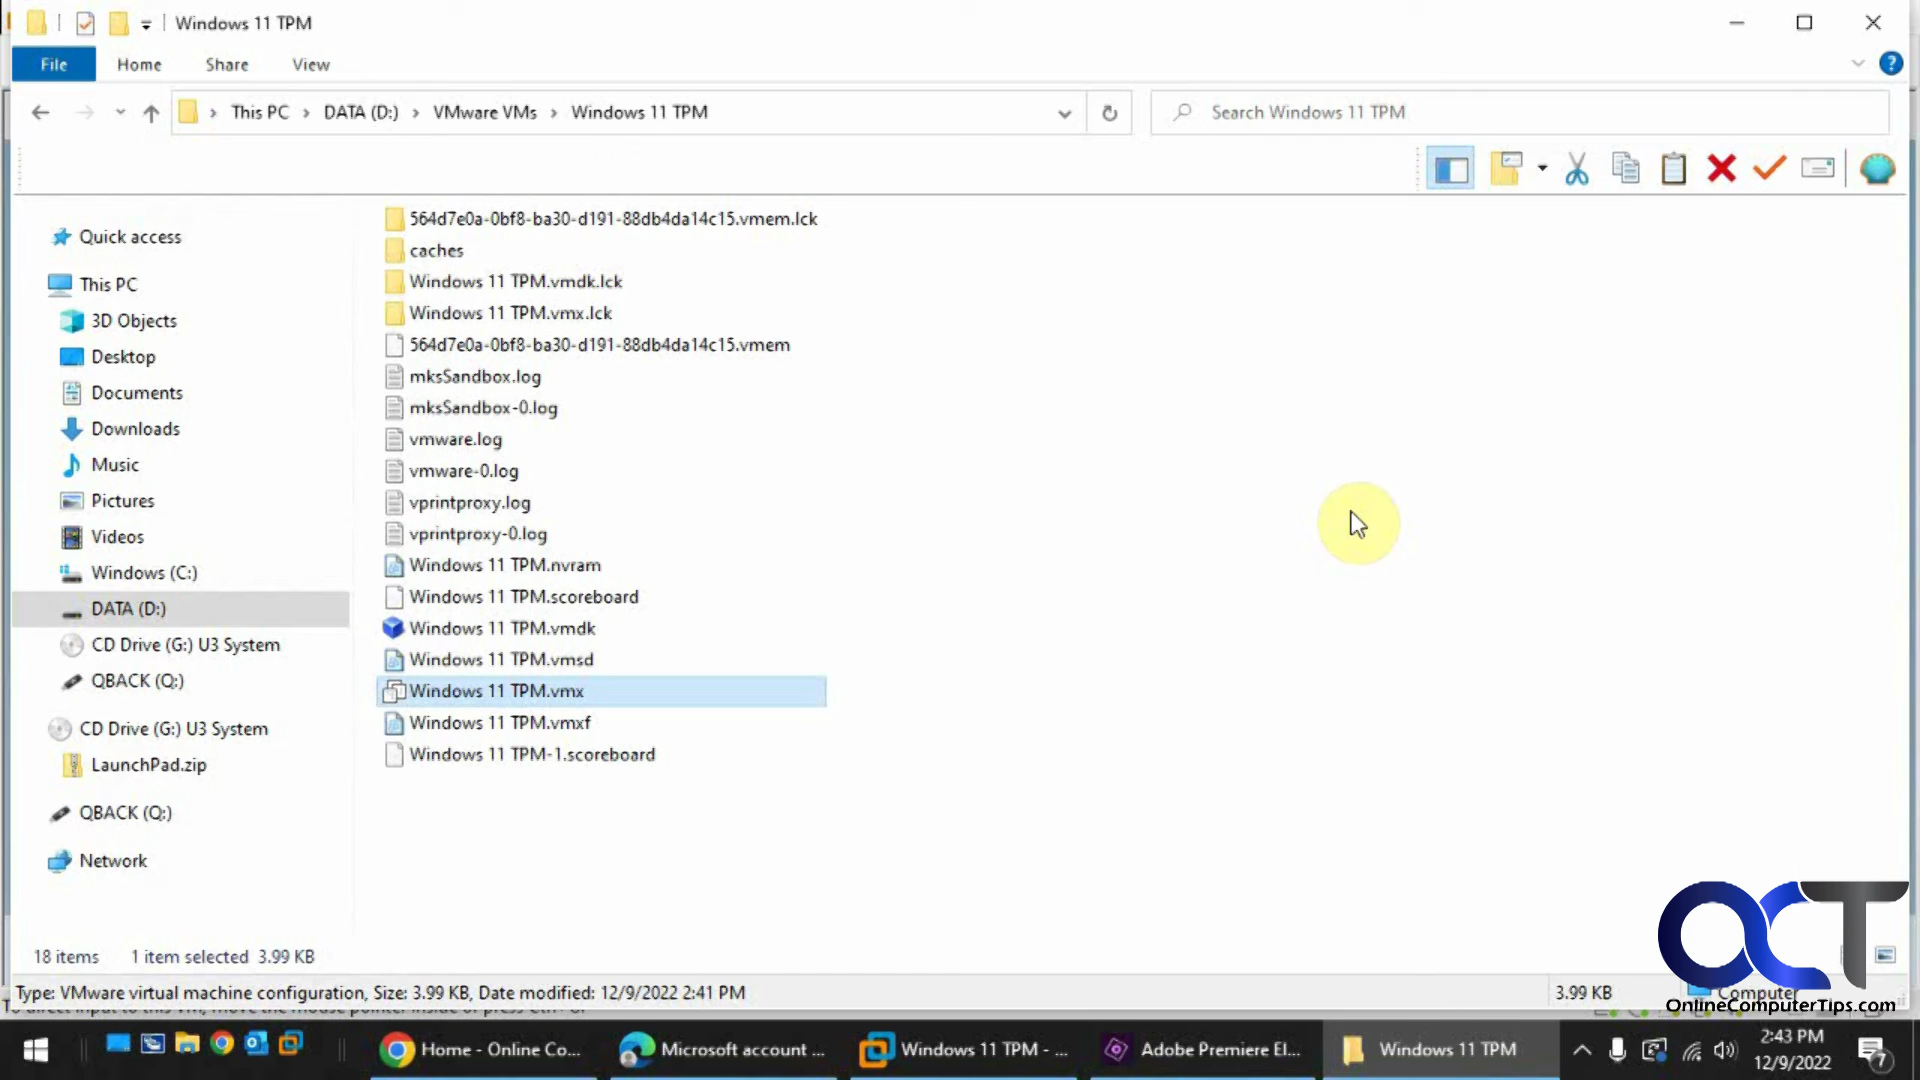 Windows 11 TPM
File Home Share View
This PC > DATA (D:) > VMware VMs > Windows 11 TPM
Search Windows 11 TPM
Quick access
This PC
3D Objects
Desktop
Documents
Downloads
Music
Pictures
Videos
Windows (C:)
DATA (D:)
CD Drive (G:) U3 System
QBACK (Q:)
CD Drive (G:) U3 System
LaunchPad.zip
QBACK (Q:)
Network
564d7e0a-0bf8-ba30-d191-88db4da14c15.vmem.lck
caches
Windows 11 TPM.vmdk.lck
Windows 11 TPM.vmx.lck
564d7e0a-0bf8-ba30-d191-88db4da14c15.vmem
mksSandbox.log
mksSandbox-0.log
vmware.log
vmware-0.log
vprintproxy.log
vprintproxy-0.log
Windows 11 TPM.nvram
Windows 11 TPM.scoreboard
Windows 11 TPM.vmdk
Windows 11 TPM.vmsd
Windows 11 TPM.vmx
Windows 11 TPM.vmxf
Windows 11 TPM-1.scoreboard
18 items 1 item selected 3.99 KB
Type: VMware virtual machine configuration, Size: 3.99 KB, Date modified: 12/9/2022 2:41 PM
3.99 KB
Computer
OCT
OnlineComputerTips.com
Home - Online Co...
Microsoft account ...
Windows 11 TPM - ...
Adobe Premiere El...
Windows 11 TPM
2:43 PM
12/9/2022
7